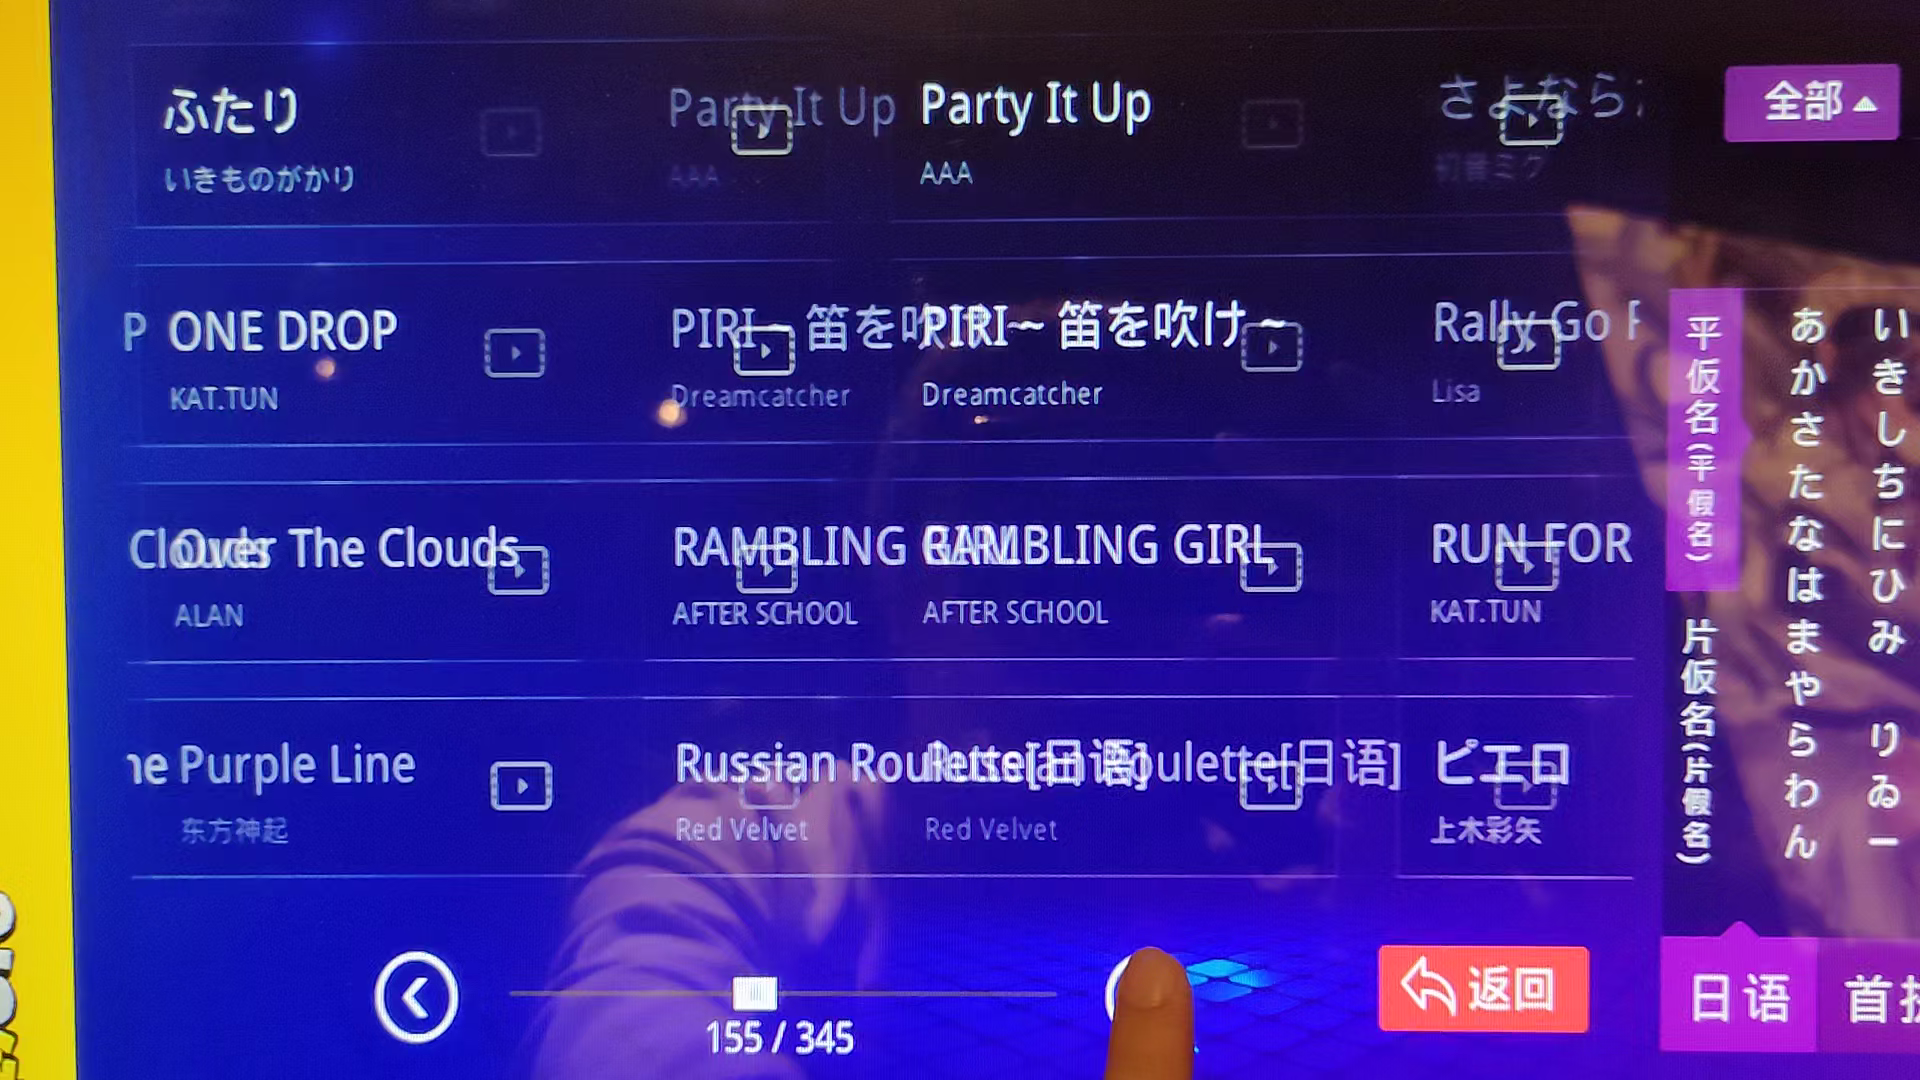 ふたり
いきものがかり
Party It Up
AAA
Party It Up
AAA
さよなら
初音ミク
全部
P ONE DROP
KAT.TUN
PIRI~ 笛を吹け
Dreamcatcher
PIRI~ 笛を吹け~
Dreamcatcher
Rally Go
Lisa
Clouds
Over The Clouds
ALAN
RAMBLING GIRL
AFTER SCHOOL
RAMBLING GIRL
AFTER SCHOOL
RUN FOR
KAT.TUN
ne Purple Line
东方神起
Russian Roulette[日语]
Red Velvet
Russian Roulette[日语]
Red Velvet
ピエロ
上木彩矢
平仮名(平假名)
片仮名(片假名)
あかさたなはまやらわん
いきしちにひみ りゐー
155 / 345
返回
日语
首